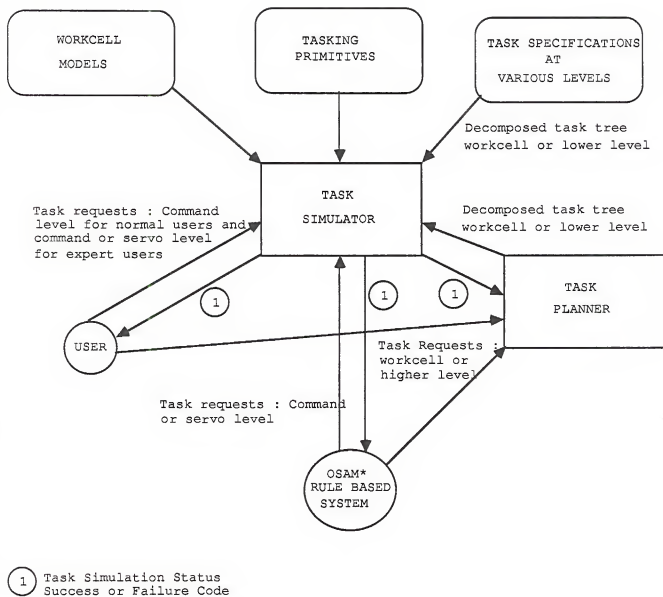 WORKCELL
MODELS
TASKING
PRIMITIVES
TASK SPECIFICATIONS
AT
VARIOUS LEVELS
Decomposed task tree
workcell or lower level
TASK
SIMULATOR
Task requests : Command
level for normal users and
command or servo level
for expert users
Decomposed task tree
workcell or lower level
TASK
PLANNER
1
1
1
USER
Task Requests :
workcell or
higher level
Task requests : Command
or servo level
OSAM*
RULE BASED
SYSTEM
1 Task Simulation Status
Success or Failure Code